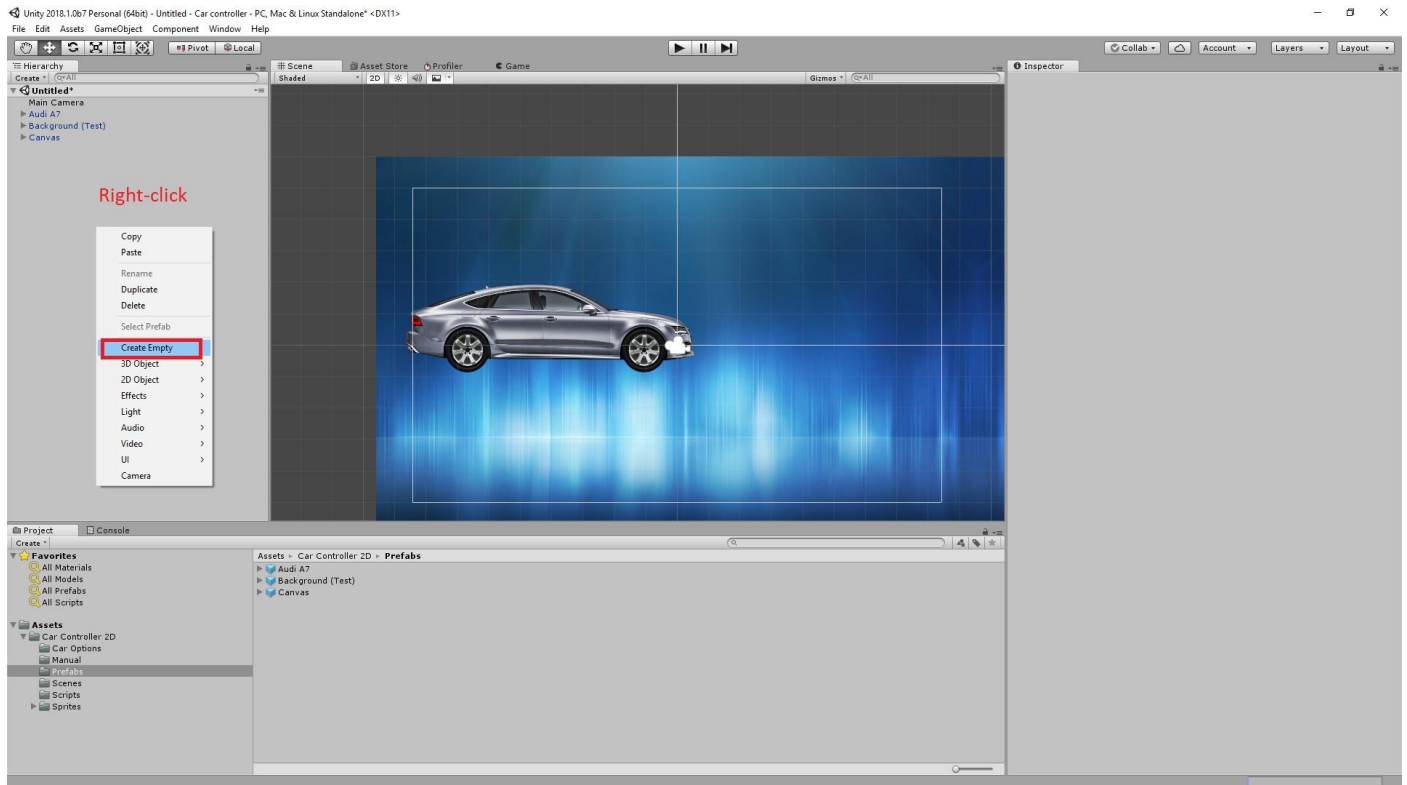 Unity 2018.1.0b7 Personal (64bit) - Untitled - Car controller - PC, Mac & Linux Standalone* <DX11>
File Edit Assets GameObject Component Window Help
Pivot Local Collab Account Layers Layout
Hierarchy Scene Asset Store Profiler Game Inspector
Create All Shaded 2D Gizmos All
Untitled*
Main Camera
Audi A7
Background (Test)
Canvas
Right-click
Copy
Paste
Rename
Duplicate
Delete
Select Prefab
Create Empty
3D Object
2D Object
Effects
Light
Audio
Video
UI
Camera
Project Console
Create
Favorites
All Materials
All Models
All Prefabs
All Scripts
Assets
Car Controller 2D
Car Options
Manual
Prefabs
Scenes
Scripts
Sprites
Assets Car Controller 2D Prefabs
Audi A7
Background (Test)
Canvas